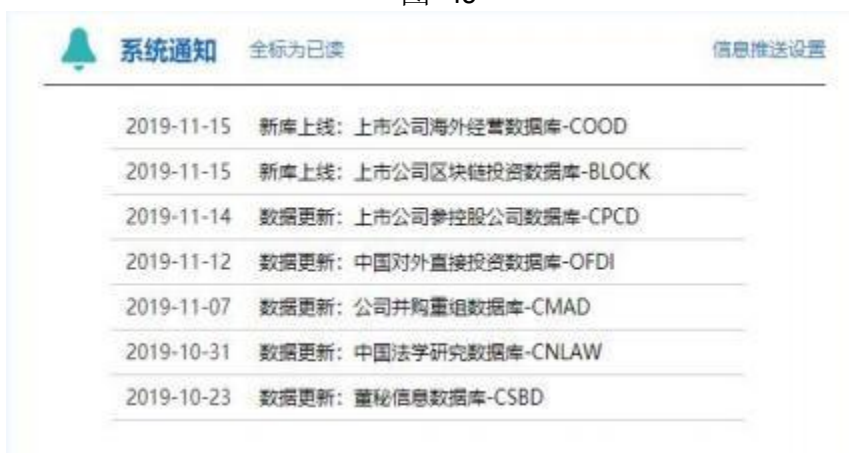 系统通知 全标为已读 信息推送设置
2019-11-15 新库上线：上市公司海外经营数据库-COOD
2019-11-15 新库上线：上市公司区块链投资数据库-BLOCK
2019-11-14 数据更新：上市公司参控股公司数据库-CPCD
2019-11-12 数据更新：中国对外直接投资数据库-OFDI
2019-11-07 数据更新：公司并购重组数据库-CMAD
2019-10-31 数据更新：中国法学研究数据库-CNLAW
2019-10-23 数据更新：董秘信息数据库-CSBD